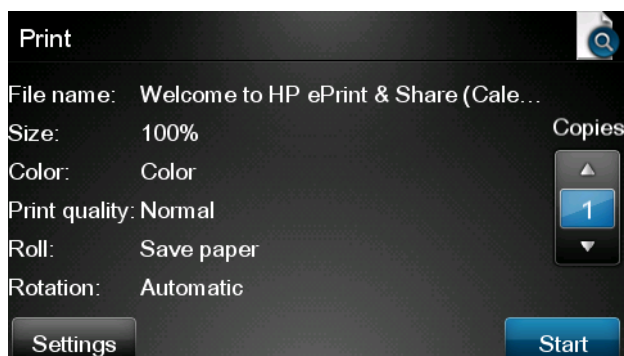 Print
File name: Welcome to HP ePrint & Share (Cale...
Size: 100%
Copies
Color: Color
Print quality: Normal
1
Roll: Save paper
Rotation: Automatic
Settings
Start